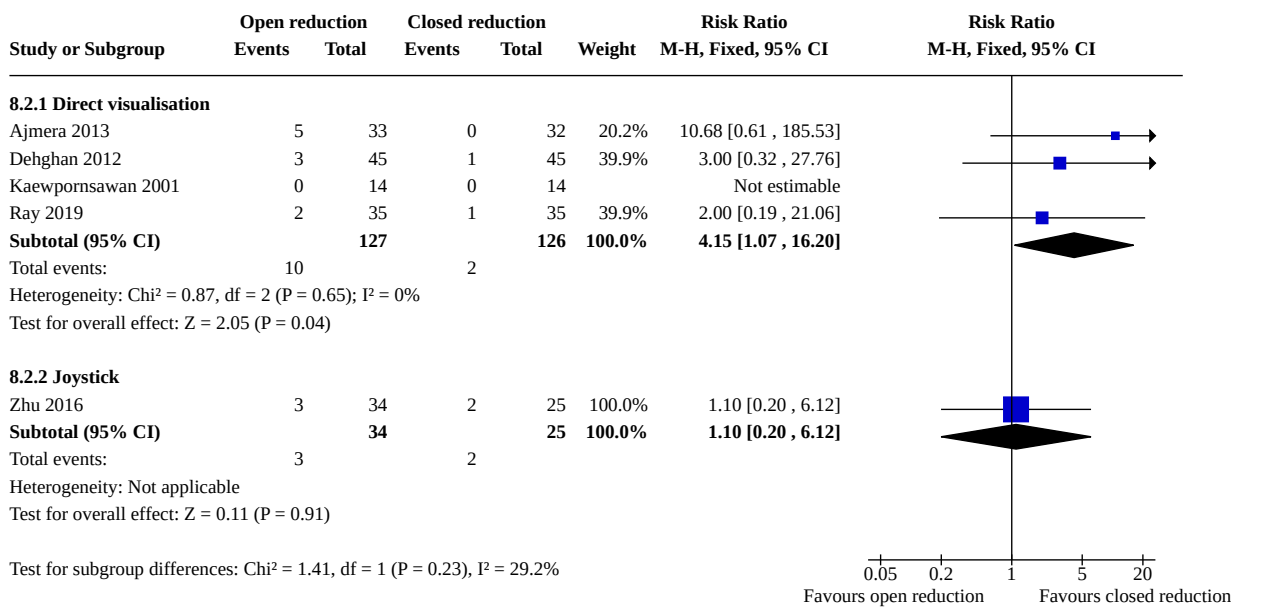 Open reduction Closed reduction Risk Ratio Risk Ratio
Study or Subgroup Events Total Events Total Weight M-H, Fixed, 95% CI M-H, Fixed, 95% CI
8.2.1 Direct visualisation
Ajmera 2013 5 33 0 32 20.2% 10.68 [0.61 , 185.53]
Dehghan 2012 3 45 1 45 39.9% 3.00 [0.32 , 27.76]
Kaewpornsawan 2001 0 14 0 14 Not estimable
Ray 2019 2 35 1 35 39.9% 2.00 [0.19 , 21.06]
Subtotal (95% CI) 127 126 100.0% 4.15 [1.07 , 16.20]
Total events: 10 2
Heterogeneity: Chi² = 0.87, df = 2 (P = 0.65); I² = 0%
Test for overall effect: Z = 2.05 (P = 0.04)
8.2.2 Joystick
Zhu 2016 3 34 2 25 100.0% 1.10 [0.20 , 6.12]
Subtotal (95% CI) 34 25 100.0% 1.10 [0.20 , 6.12]
Total events: 3 2
Heterogeneity: Not applicable
Test for overall effect: Z = 0.11 (P = 0.91)
Test for subgroup differences: Chi² = 1.41, df = 1 (P = 0.23), I² = 29.2%
0.05 0.2 1 5 20
Favours open reduction Favours closed reduction